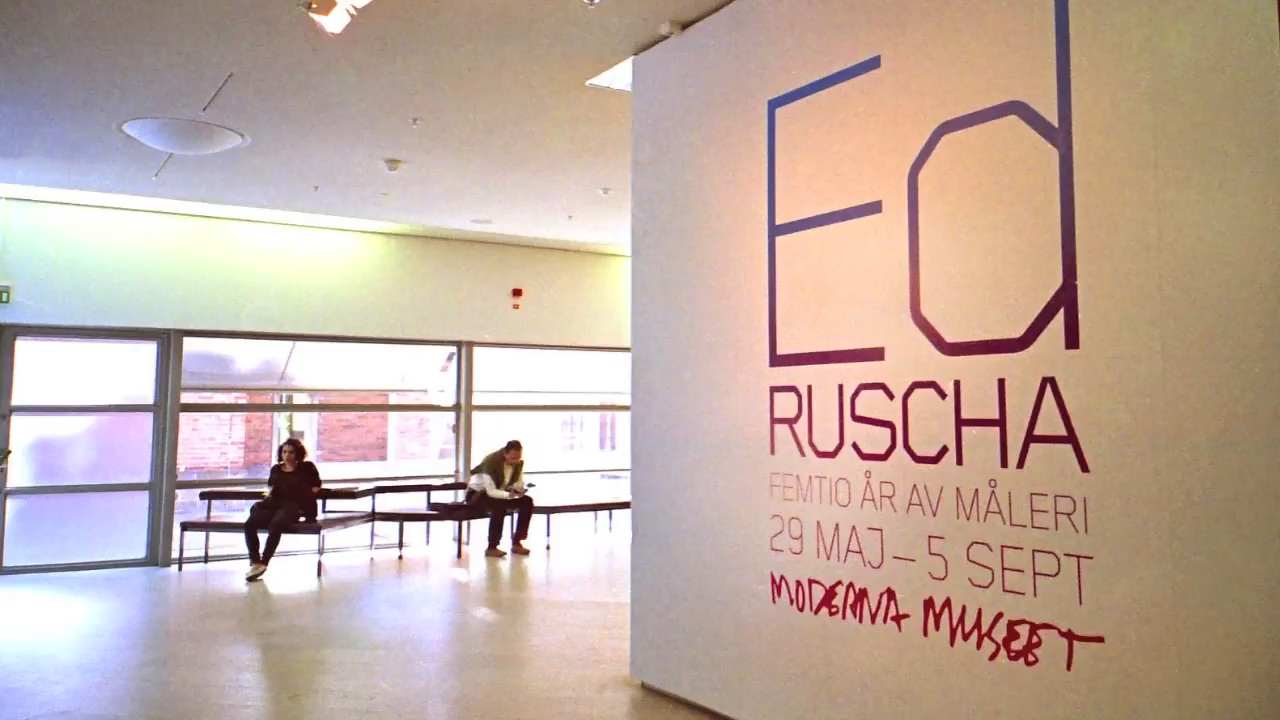 Ed
RUSCHA
FEMTIO ÅR AV MÅLERI
29 MAJ – 5 SEPT
MODERNA MUSEET